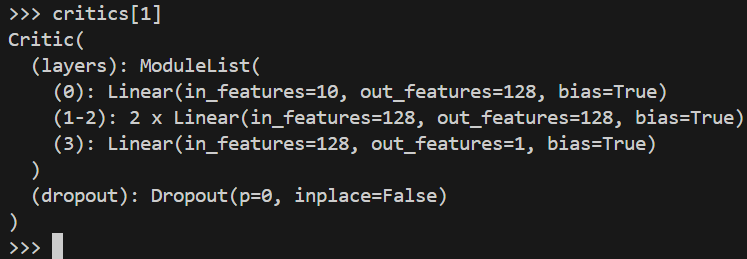 >>> critics[1]
Critic(
  (layers): ModuleList(
    (0): Linear(in_features=10, out_features=128, bias=True)
    (1-2): 2 x Linear(in_features=128, out_features=128, bias=True)
    (3): Linear(in_features=128, out_features=1, bias=True)
  )
  (dropout): Dropout(p=0, inplace=False)
)
>>>